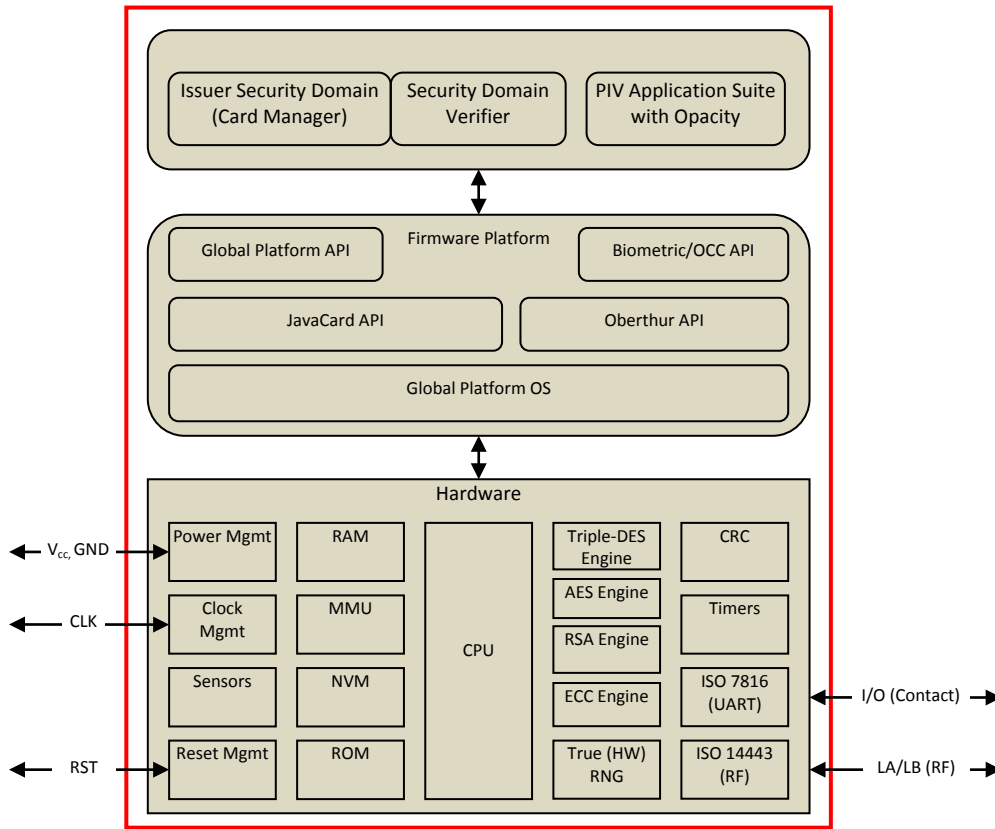 Issuer Security Domain
(Card Manager)
Security Domain
Verifier
PIV Application Suite
with Opacity
Firmware Platform
Global Platform API
Biometric/OCC API
JavaCard API
Oberthur API
Global Platform OS
Hardware
Power Mgmt
RAM
CPU
Triple-DES
Engine
CRC
Vcc, GND
Clock
Mgmt
MMU
AES Engine
Timers
CLK
RSA Engine
Sensors
NVM
ECC Engine
ISO 7816
(UART)
I/O (Contact)
Reset Mgmt
ROM
True (HW)
RNG
ISO 14443
(RF)
RST
LA/LB (RF)